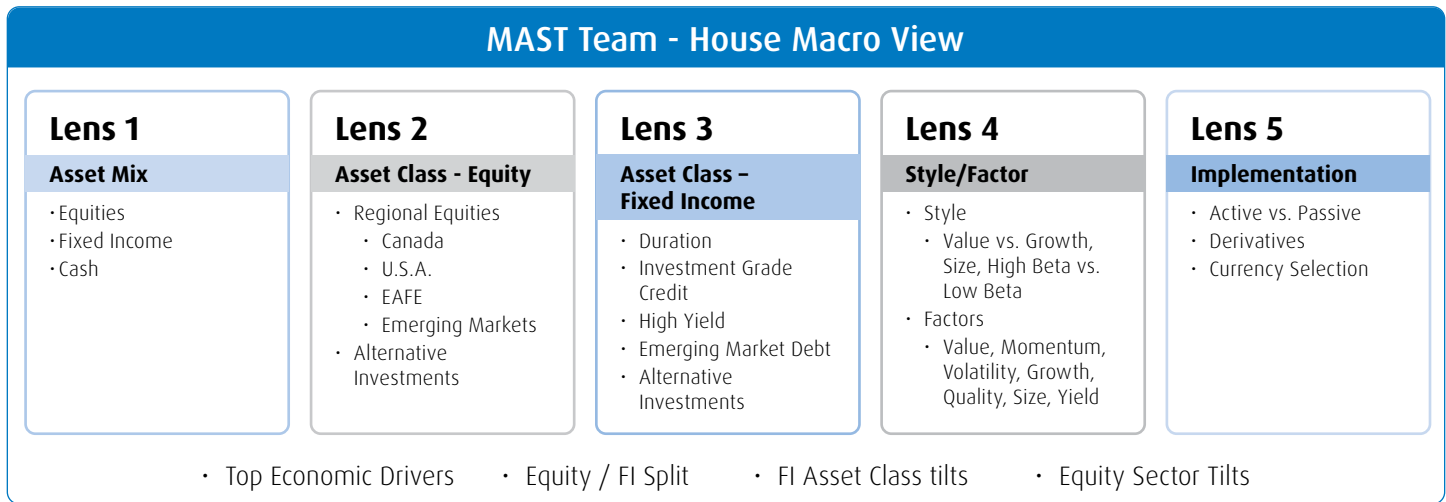 MAST Team - House Macro View
Lens 1
Asset Mix
· Equities
· Fixed Income
· Cash
Lens 2
Asset Class - Equity
· Regional Equities
· Canada
· U.S.A.
· EAFE
· Emerging Markets
· Alternative
Investments
Lens 3
Asset Class –
Fixed Income
· Duration
· Investment Grade
Credit
· High Yield
· Emerging Market Debt
· Alternative
Investments
Lens 4
Style/Factor
· Style
· Value vs. Growth,
Size, High Beta vs.
Low Beta
· Factors
· Value, Momentum,
Volatility, Growth,
Quality, Size, Yield
Lens 5
Implementation
· Active vs. Passive
· Derivatives
· Currency Selection
· Top Economic Drivers · Equity / FI Split · FI Asset Class tilts · Equity Sector Tilts